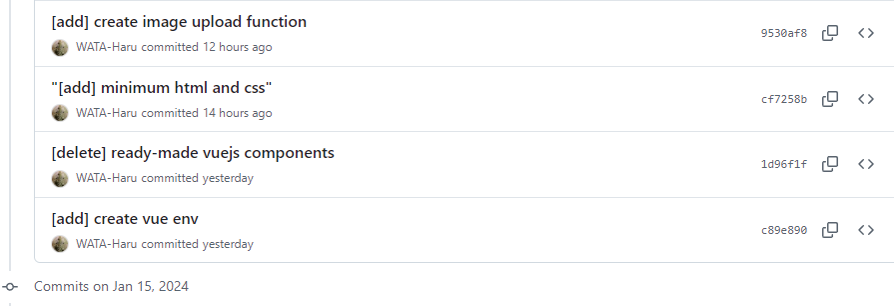 [add] create image upload function
9530af8
WATA-Haru committed 12 hours ago
"[add] minimum html and css"
cf7258b
WATA-Haru committed 14 hours ago
[delete] ready-made vuejs components
1d96f1f
WATA-Haru committed yesterday
[add] create vue env
c89e890
WATA-Haru committed yesterday
Commits on Jan 15, 2024